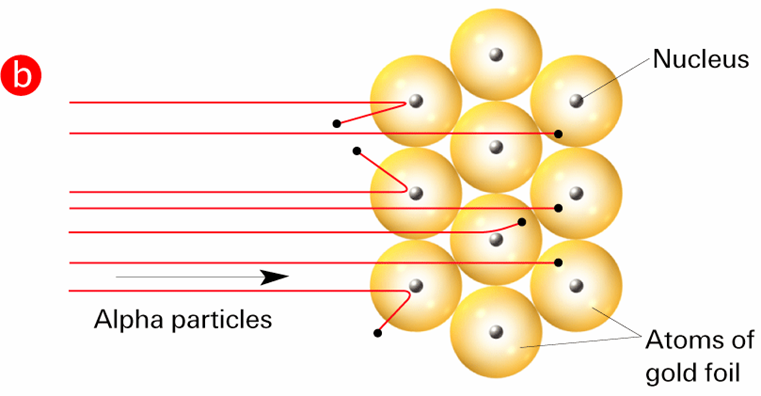 b
Nucleus
Alpha particles
Atoms of
gold foil